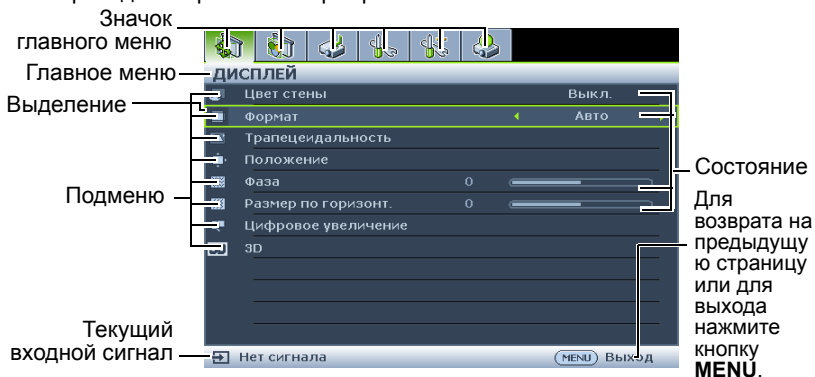 Значок
главного меню
Главное меню
Выделение
Подменю
Текущий
входной сигнал
ДИСПЛЕЙ
Цвет стены Выкл.
Формат Авто
Трапецеидальность
Положение
Фаза 0
Размер по горизонт. 0
Цифровое увеличение
3D
Нет сигнала MENU Выход
Состояние
Для
возврата на
предыдущу
ю страницу
или для
выхода
нажмите
кнопку
MENU.